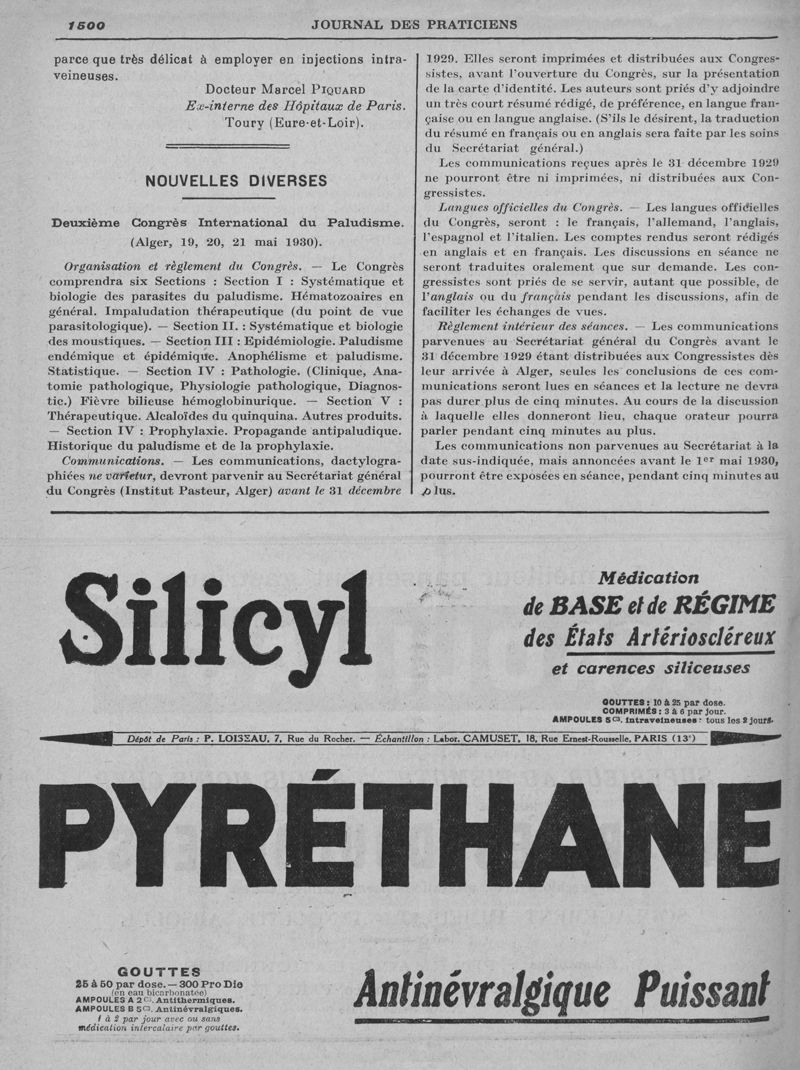 1500
JOURNAL DES PRATICIENS
parce que très délicat à employer en injections intra-
veineuses.
Docteur Marcel PIQUARD
Ex-interne des Hôpitaux de Paris.
Toury (Eure-et-Loir).
NOUVELLES DIVERSES
Deuxième Congrès International du Paludisme.
(Alger, 19, 20, 21 mai 1930).
Organisation et règlement du Congrès. — Le Congrès
comprendra six Sections : Section I : Systématique et
biologie des parasites du paludisme. Hématozoaires en
général. Impaludation thérapeutique (du point de vue
parasitologique). — Section II. : Systématique et biologie
des moustiques. — Section III : Epidémiologie. Paludisme
endémique et épidémique. Anophélisme et paludisme.
Statistique. — Section IV : Pathologie. (Clinique, Ana-
tomie pathologique, Physiologie pathologique, Diagnos-
tic.) Fièvre bilieuse hémoglobinurique. — Section V :
Thérapeutique. Alcaloïdes du quinquina. Autres produits.
— Section IV : Prophylaxie. Propagande antipaludique.
Historique du paludisme et de la prophylaxie.
Communications. — Les communications, dactylogra-
phiées ne varietur, devront parvenir au Secrétariat général
du Congrès (Institut Pasteur, Alger) avant le 31 décembre
1929. Elles seront imprimées et distribuées aux Congres-
sistes, avant l'ouverture du Congrès, sur la présentation
de la carte d'identité. Les auteurs sont priés d'y adjoindre
un très court résumé rédigé, de préférence, en langue fran-
çaise ou en langue anglaise. (S'ils le désirent, la traduction
du résumé en français ou en anglais sera faite par les soins
du Secrétariat général.)
Les communications reçues après le 31 décembre 1929
ne pourront être ni imprimées, ni distribuées aux Con-
gressistes.
Langues officielles du Congrès. — Les langues officielles
du Congrès, seront : le français, l'allemand, l'anglais,
l'espagnol et l'italien. Les comptes rendus seront rédigés
en anglais et en français. Les discussions en séance ne
seront traduites oralement que sur demande. Les con-
gressistes sont priés de se servir, autant que possible, de
l'anglais ou du français pendant les discussions, afin de
faciliter les échanges de vues.
Règlement intérieur des séances. — Les communications
parvenues au Secrétariat général du Congrès avant le
31 décembre 1929 étant distribuées aux Congressistes dès
leur arrivée à Alger, seules les conclusions de ces com-
munications seront lues en séances et la lecture ne devra
pas durer plus de cinq minutes. Au cours de la discussion
à laquelle elles donneront lieu, chaque orateur pourra
parler pendant cinq minutes au plus.
Les communications non parvenues au Secrétariat à la
date sus-indiquée, mais annoncées avant le 1er mai 1930,
pourront être exposées en séance, pendant cinq minutes au
plus.
Silicyl
Médication
de BASE et de RÉGIME
des États Artérioscléreux
et carences siliceuses
GOUTTES : 10 à 25 par dose.
COMPRIMÉS : 3 à 6 par jour.
AMPOULES 5 cc. Intraveineuses : tous les 2 jours.
Dépôt de Paris : P. LOISEAU, 7, Rue du Rocher. — Échantillon : Labor. CAMUSET, 18, Rue Ernest-Rousselle, PARIS (13e)
PYRÉTHANE
GOUTTES
25 à 50 par dose. — 300 Pro Die
(en eau bicarbonatée)
AMPOULES A 2 cc. Antithermiques.
AMPOULES B 5 cc. Antinévralgiques.
1 à 2 par jour avec ou sans
médication intercalaire par gouttes.
Antinévralgique Puissant